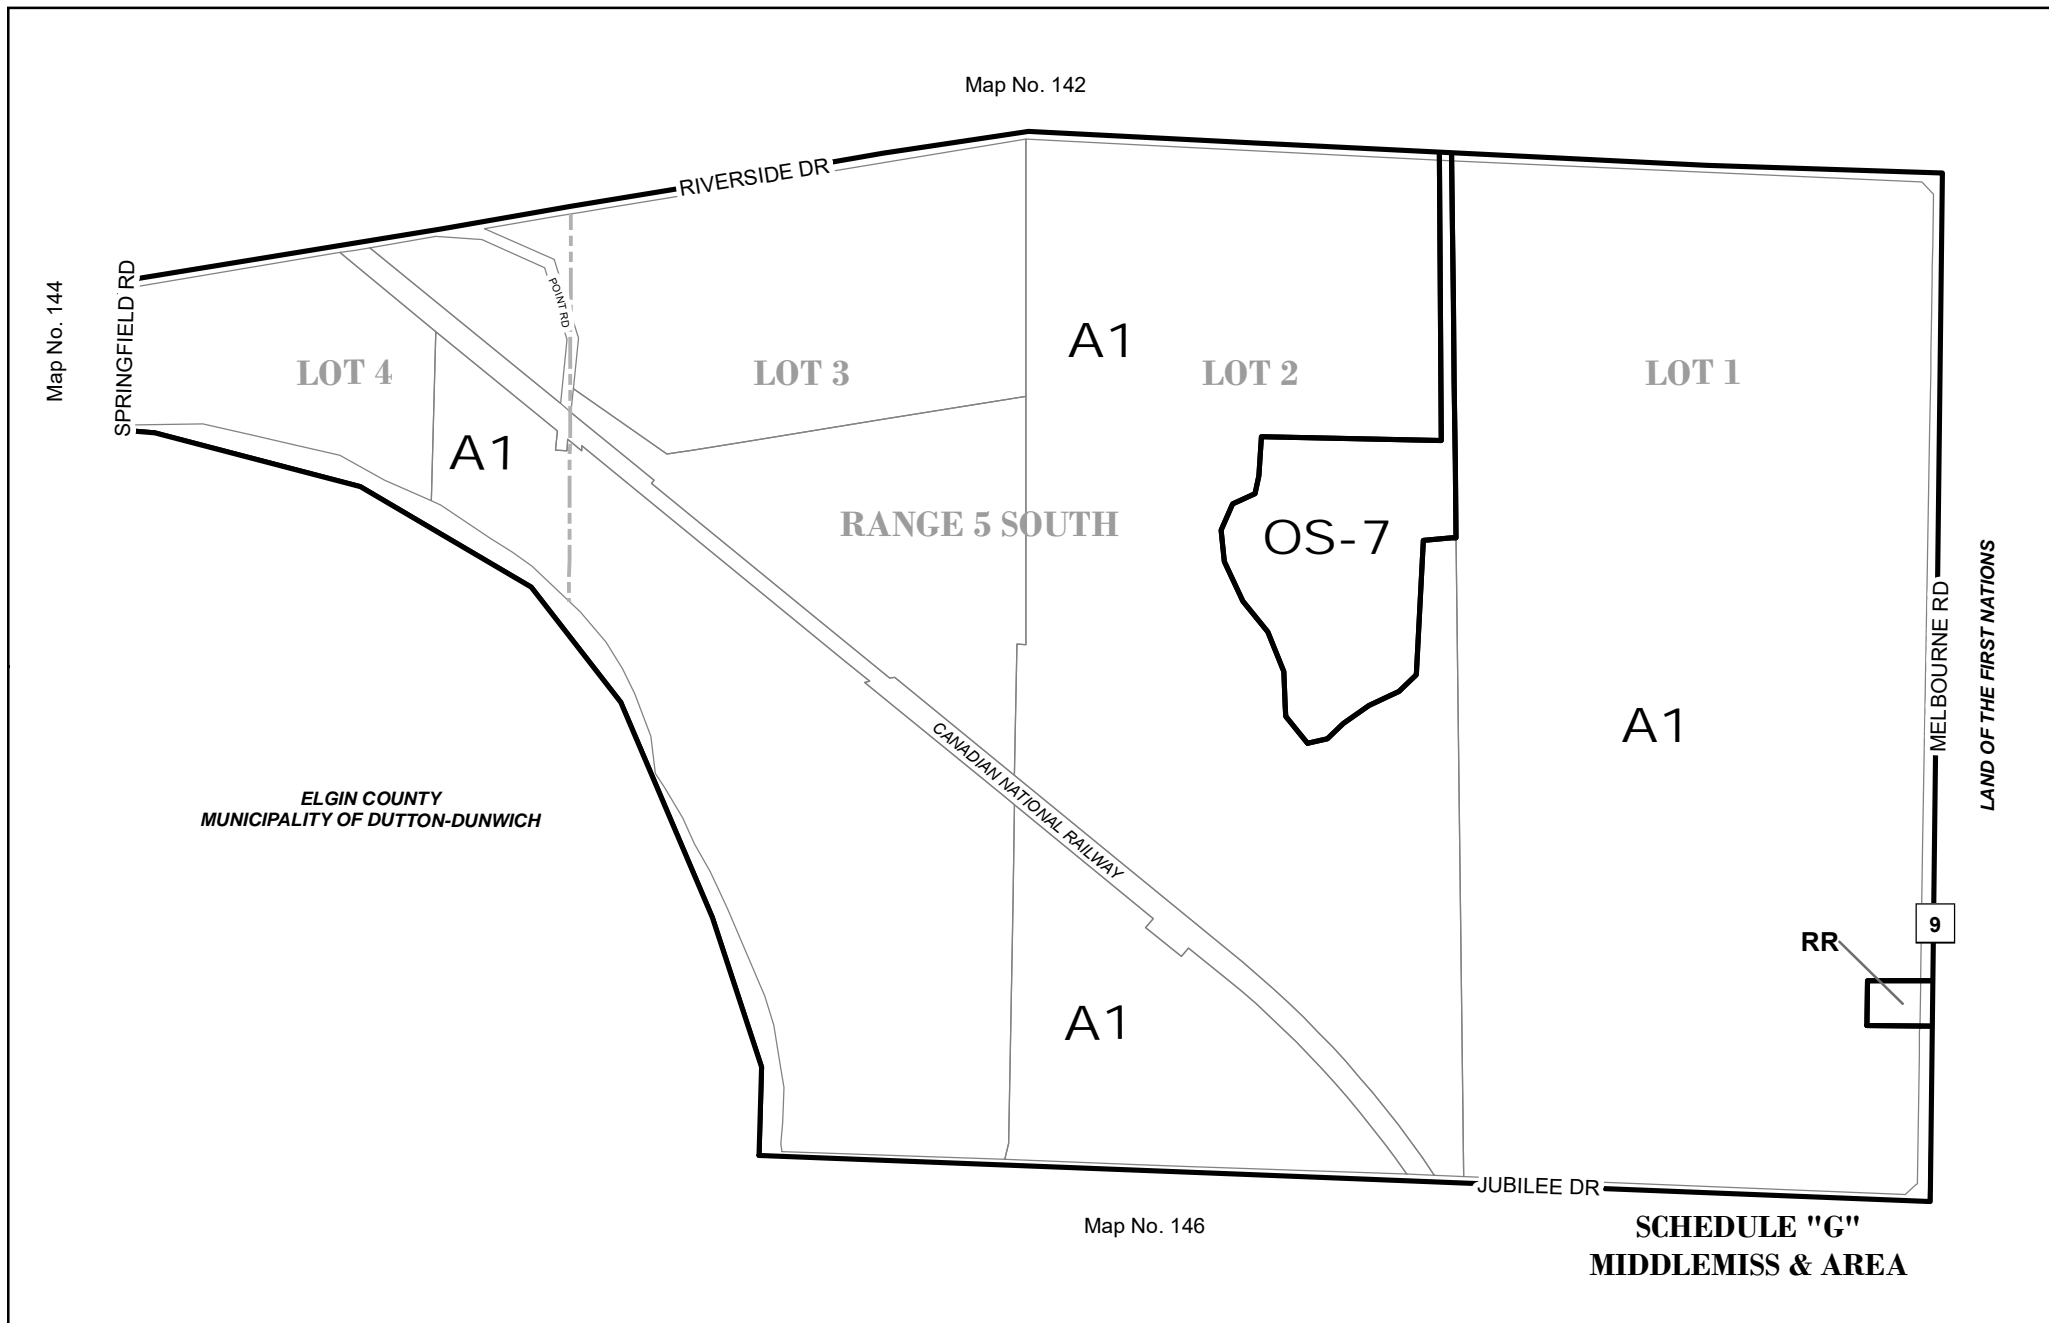 Map No. 142
RIVERSIDE DR
Map No. 144
SPRINGFIELD RD
POINT RD
A1
LOT 4
LOT 3
LOT 2
LOT 1
A1
RANGE 5 SOUTH
OS-7
MELBOURNE RD
LAND OF THE FIRST NATIONS
A1
CANADIAN NATIONAL RAILWAY
ELGIN COUNTY
MUNICIPALITY OF DUTTON-DUNWICH
9
RR
A1
JUBILEE DR
Map No. 146
SCHEDULE "G"
MIDDLEMISS & AREA